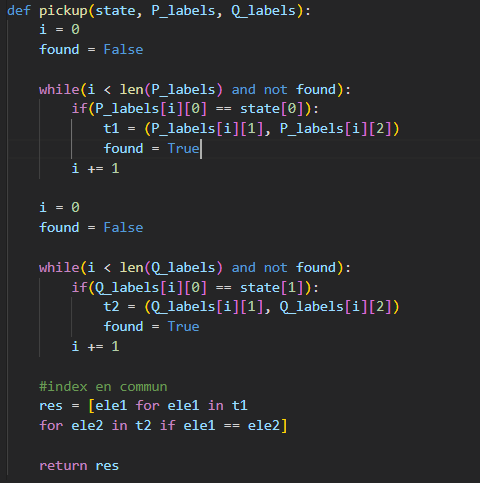 def pickup(state, P_labels, Q_labels):
    i = 0
    found = False

    while(i < len(P_labels) and not found):
        if(P_labels[i][0] == state[0]):
            t1 = (P_labels[i][1], P_labels[i][2])
            found = True
        i += 1

    i = 0
    found = False

    while(i < len(Q_labels) and not found):
        if(Q_labels[i][0] == state[1]):
            t2 = (Q_labels[i][1], Q_labels[i][2])
            found = True
        i += 1

    #index en commun
    res = [ele1 for ele1 in t1
    for ele2 in t2 if ele1 == ele2]

    return res